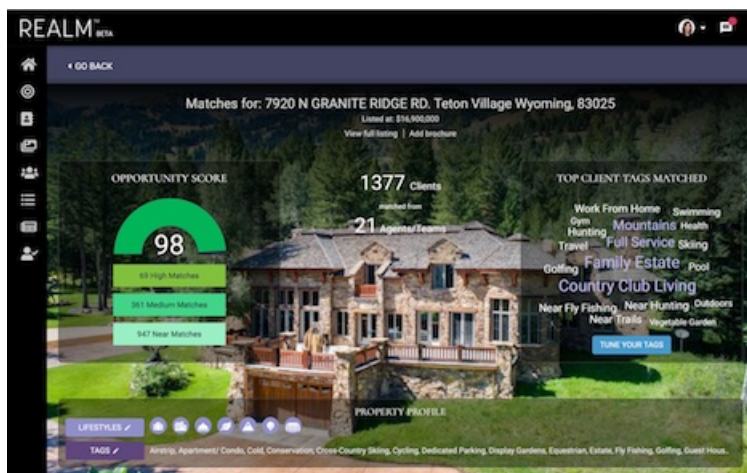 REALM™ BETA
GO BACK
Matches for: 7920 N GRANITE RIDGE RD. Teton Village Wyoming, 83025
Listed at: $16,900,000
View full listing | Add brochure
OPPORTUNITY SCORE
98
69 High Matches
361 Medium Matches
947 Near Matches
1377 Clients
matched from
21 Agents/Teams
TOP CLIENT TAGS MATCHED
Work From Home Swimming
Gym
Hunting Mountains Health
Travel Full Service Skiing
Golfing Family Estate Pool
Country Club Living
Near Fly Fishing Near Hunting Outdoors
Near Trails Vegetable Garden
TUNE YOUR TAGS
PROPERTY PROFILE
LIFESTYLES
TAGS Airstrip, Apartment/ Condo, Cold, Conservation, Cross-Country Skiing, Cycling, Dedicated Parking, Display Gardens, Equestrian, Estate, Fly Fishing, Golfing, Guest Hous..